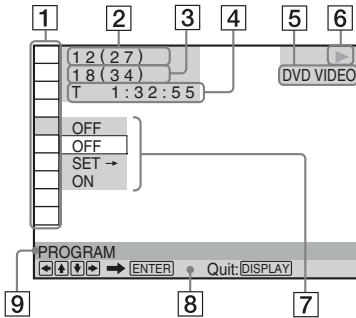 1 2 3 4 5 6
12(27)
18(34)
T 1:32:55
DVD VIDEO
OFF
OFF
SET →
ON
PROGRAM
← ↑ ↓ → ➡ ENTER Quit: DISPLAY
9 8 7